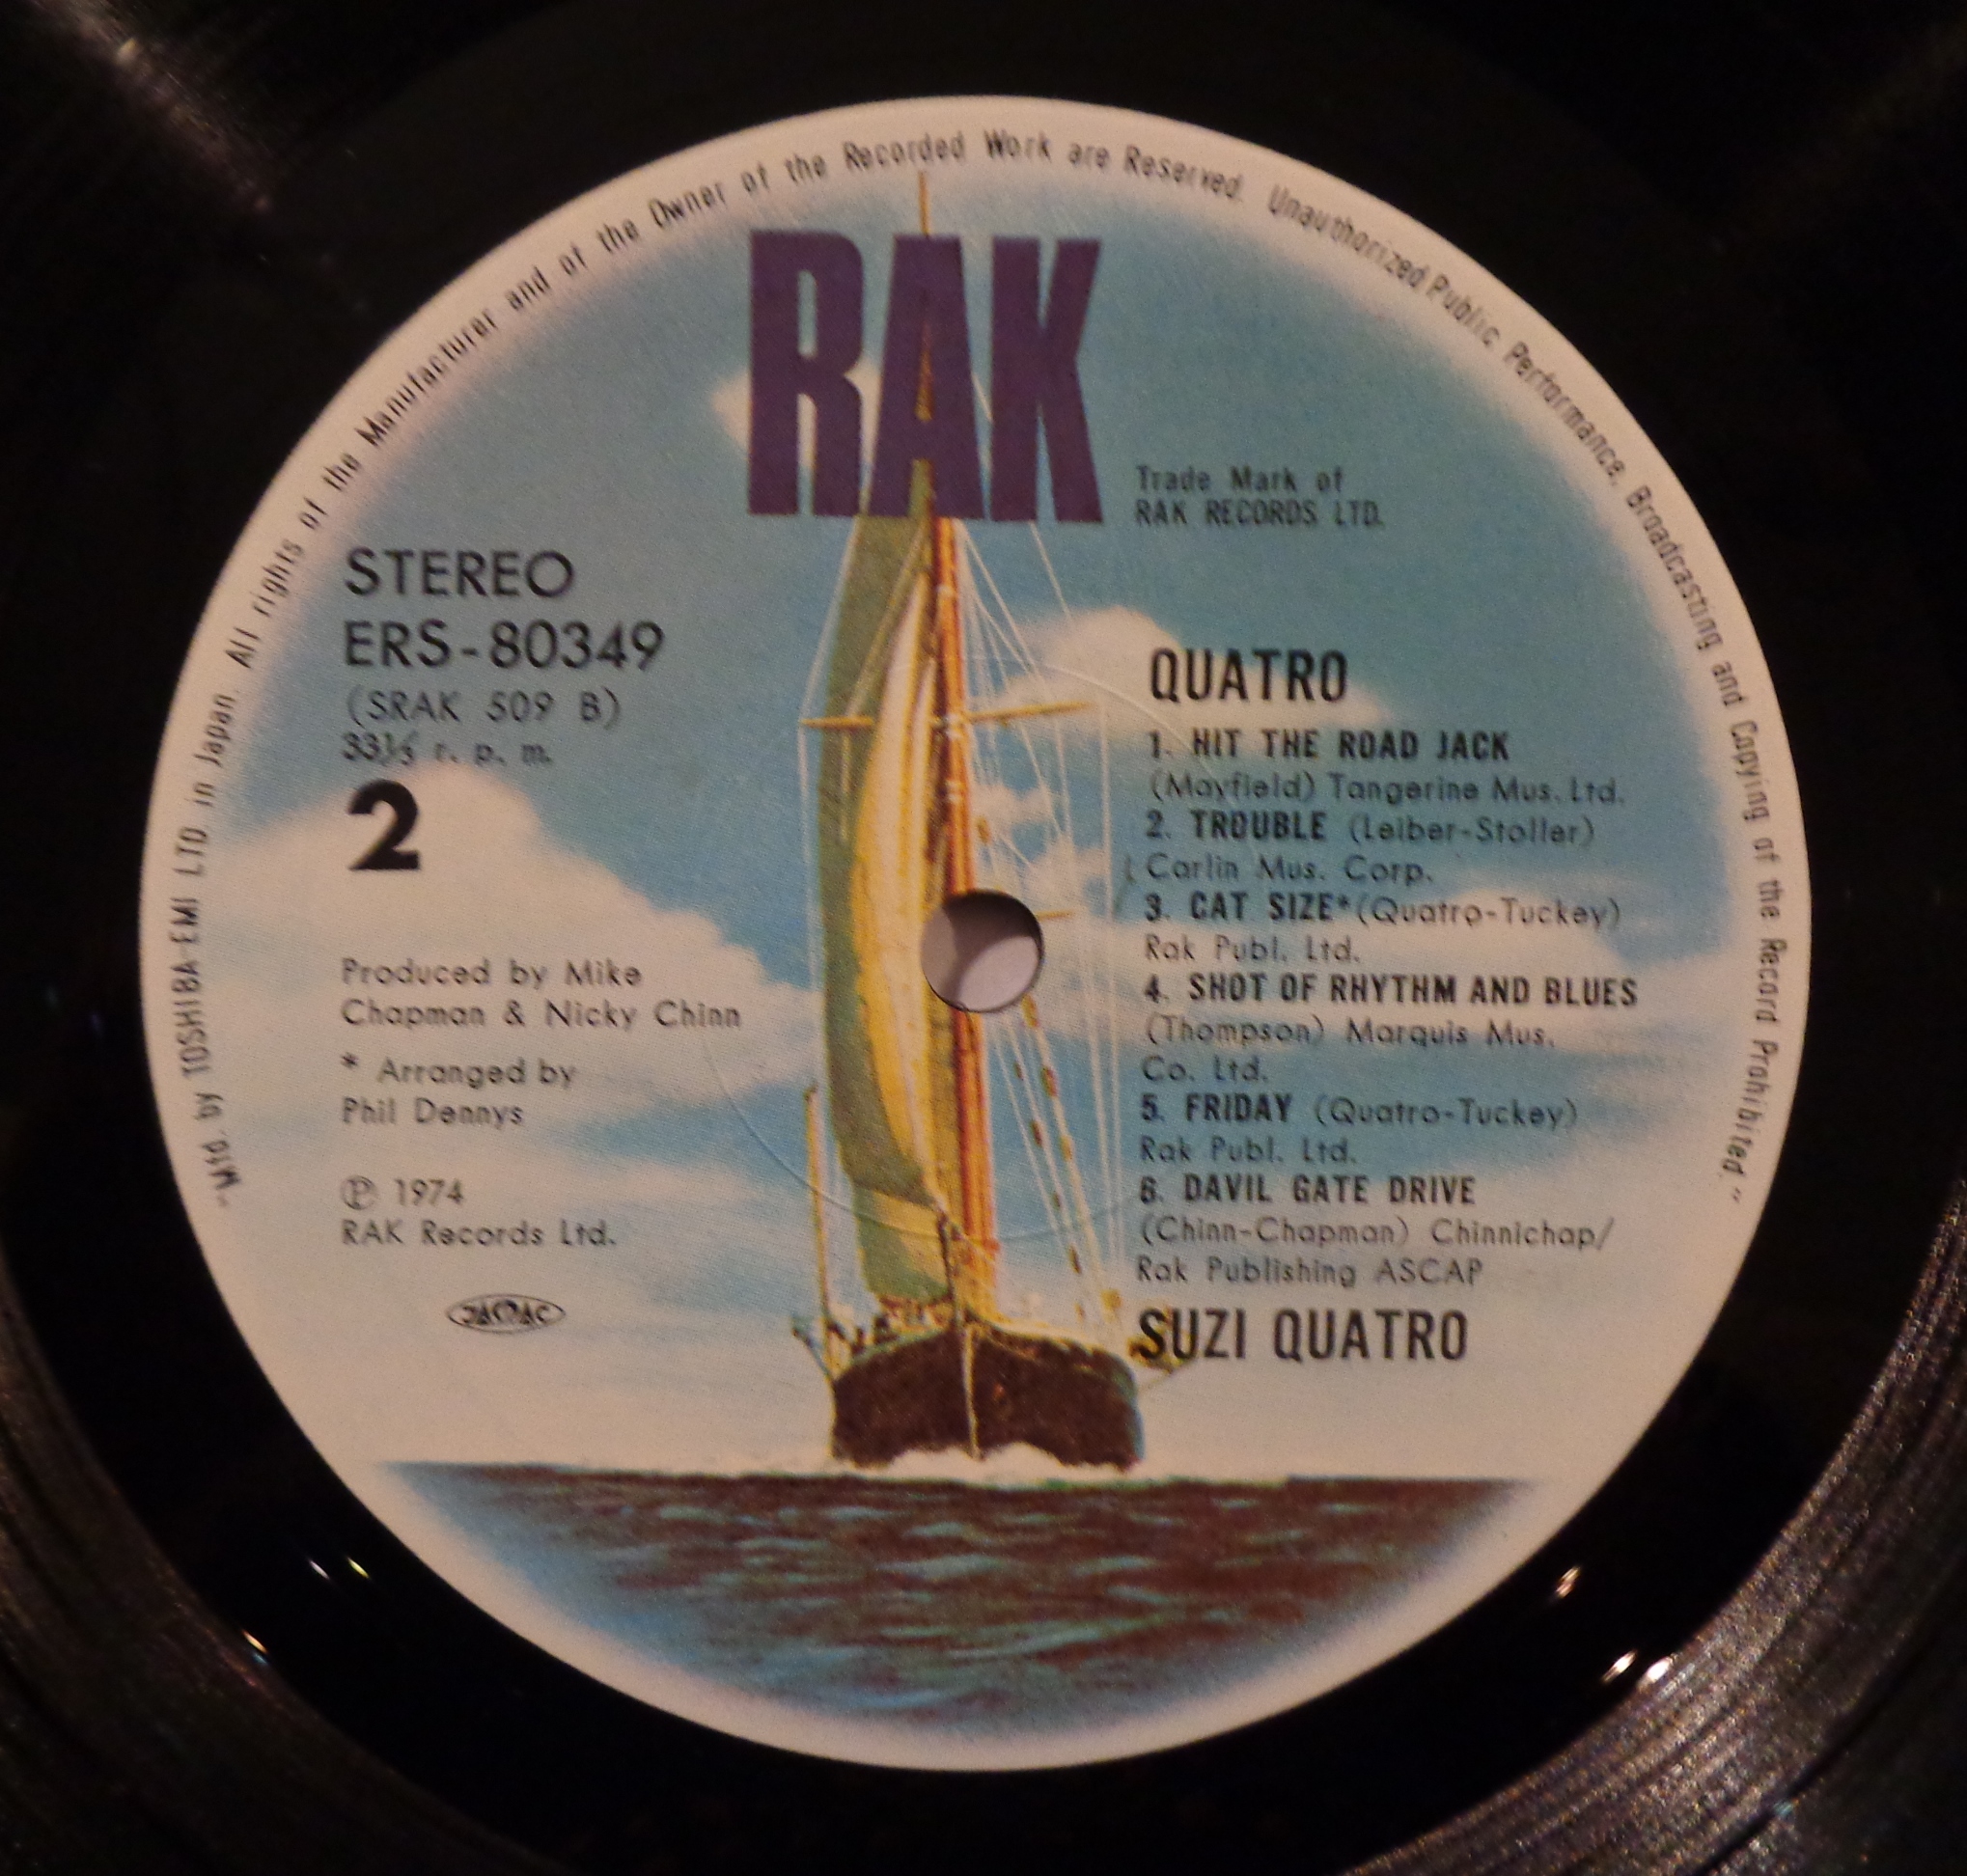 "Mfd. by TOSHIBA-EMI LTD in Japan. All rights of the Manufacturer and of the Owner of the Recorded Work are Reserved. Unauthorized Public Performance, Broadcasting and Copying of the Record Prohibited."
RAK
Trade Mark of
RAK RECORDS LTD.
STEREO
ERS-80349
(SRAK 509 B)
33⅓ r. p. m.
2
Produced by Mike
Chapman & Nicky Chinn
* Arranged by
Phil Dennys
℗ 1974
RAK Records Ltd.
JASRAC
QUATRO
1. HIT THE ROAD JACK
(Mayfield) Tangerine Mus. Ltd.
2. TROUBLE (Leiber-Stoller)
Carlin Mus. Corp.
3. CAT SIZE*(Quatro-Tuckey)
Rak Publ. Ltd.
4. SHOT OF RHYTHM AND BLUES
(Thompson) Marquis Mus.
Co. Ltd.
5. FRIDAY (Quatro-Tuckey)
Rak Publ. Ltd.
6. DAVIL GATE DRIVE
(Chinn-Chapman) Chinnichap/
Rak Publishing ASCAP
SUZI QUATRO